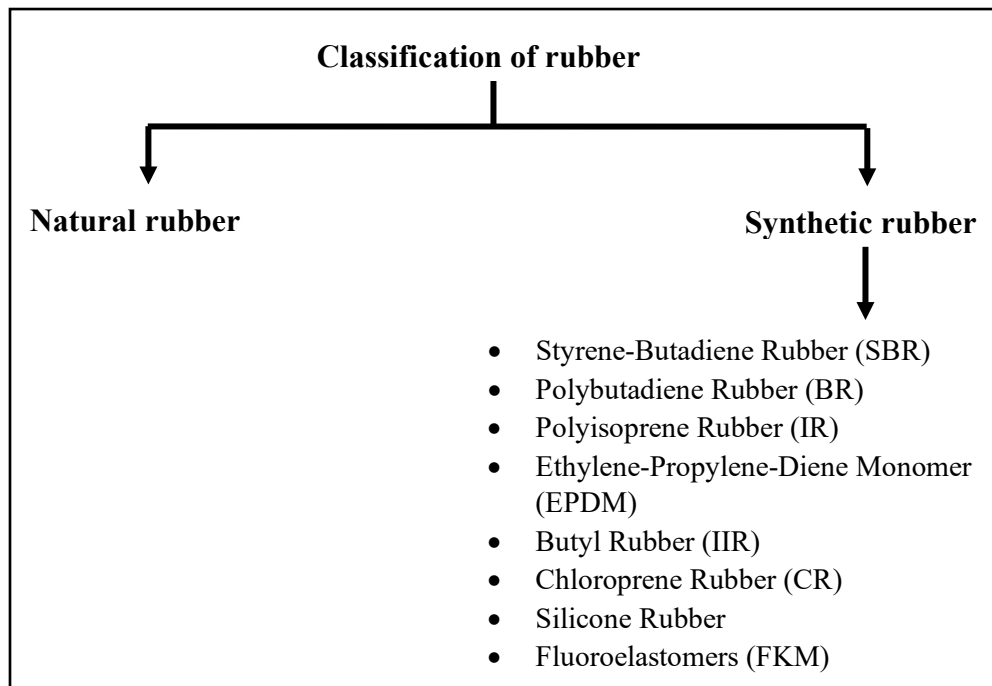 Classification of rubber
Natural rubber
Synthetic rubber
• Styrene-Butadiene Rubber (SBR)
• Polybutadiene Rubber (BR)
• Polyisoprene Rubber (IR)
• Ethylene-Propylene-Diene Monomer
(EPDM)
• Butyl Rubber (IIR)
• Chloroprene Rubber (CR)
• Silicone Rubber
• Fluoroelastomers (FKM)